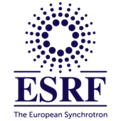 ESRF
The European Synchrotron